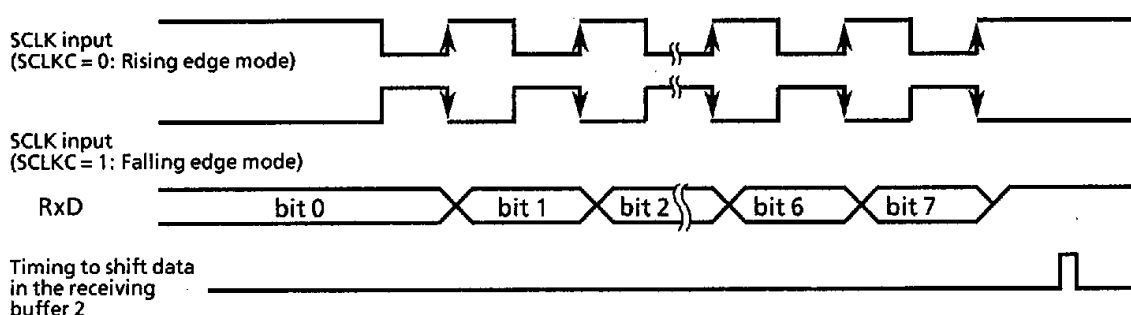 SCLK input
(SCLKC = 0: Rising edge mode)
SCLK input
(SCLKC = 1: Falling edge mode)
RxD
bit 0 bit 1 bit 2 bit 6 bit 7
Timing to shift data
in the receiving
buffer 2